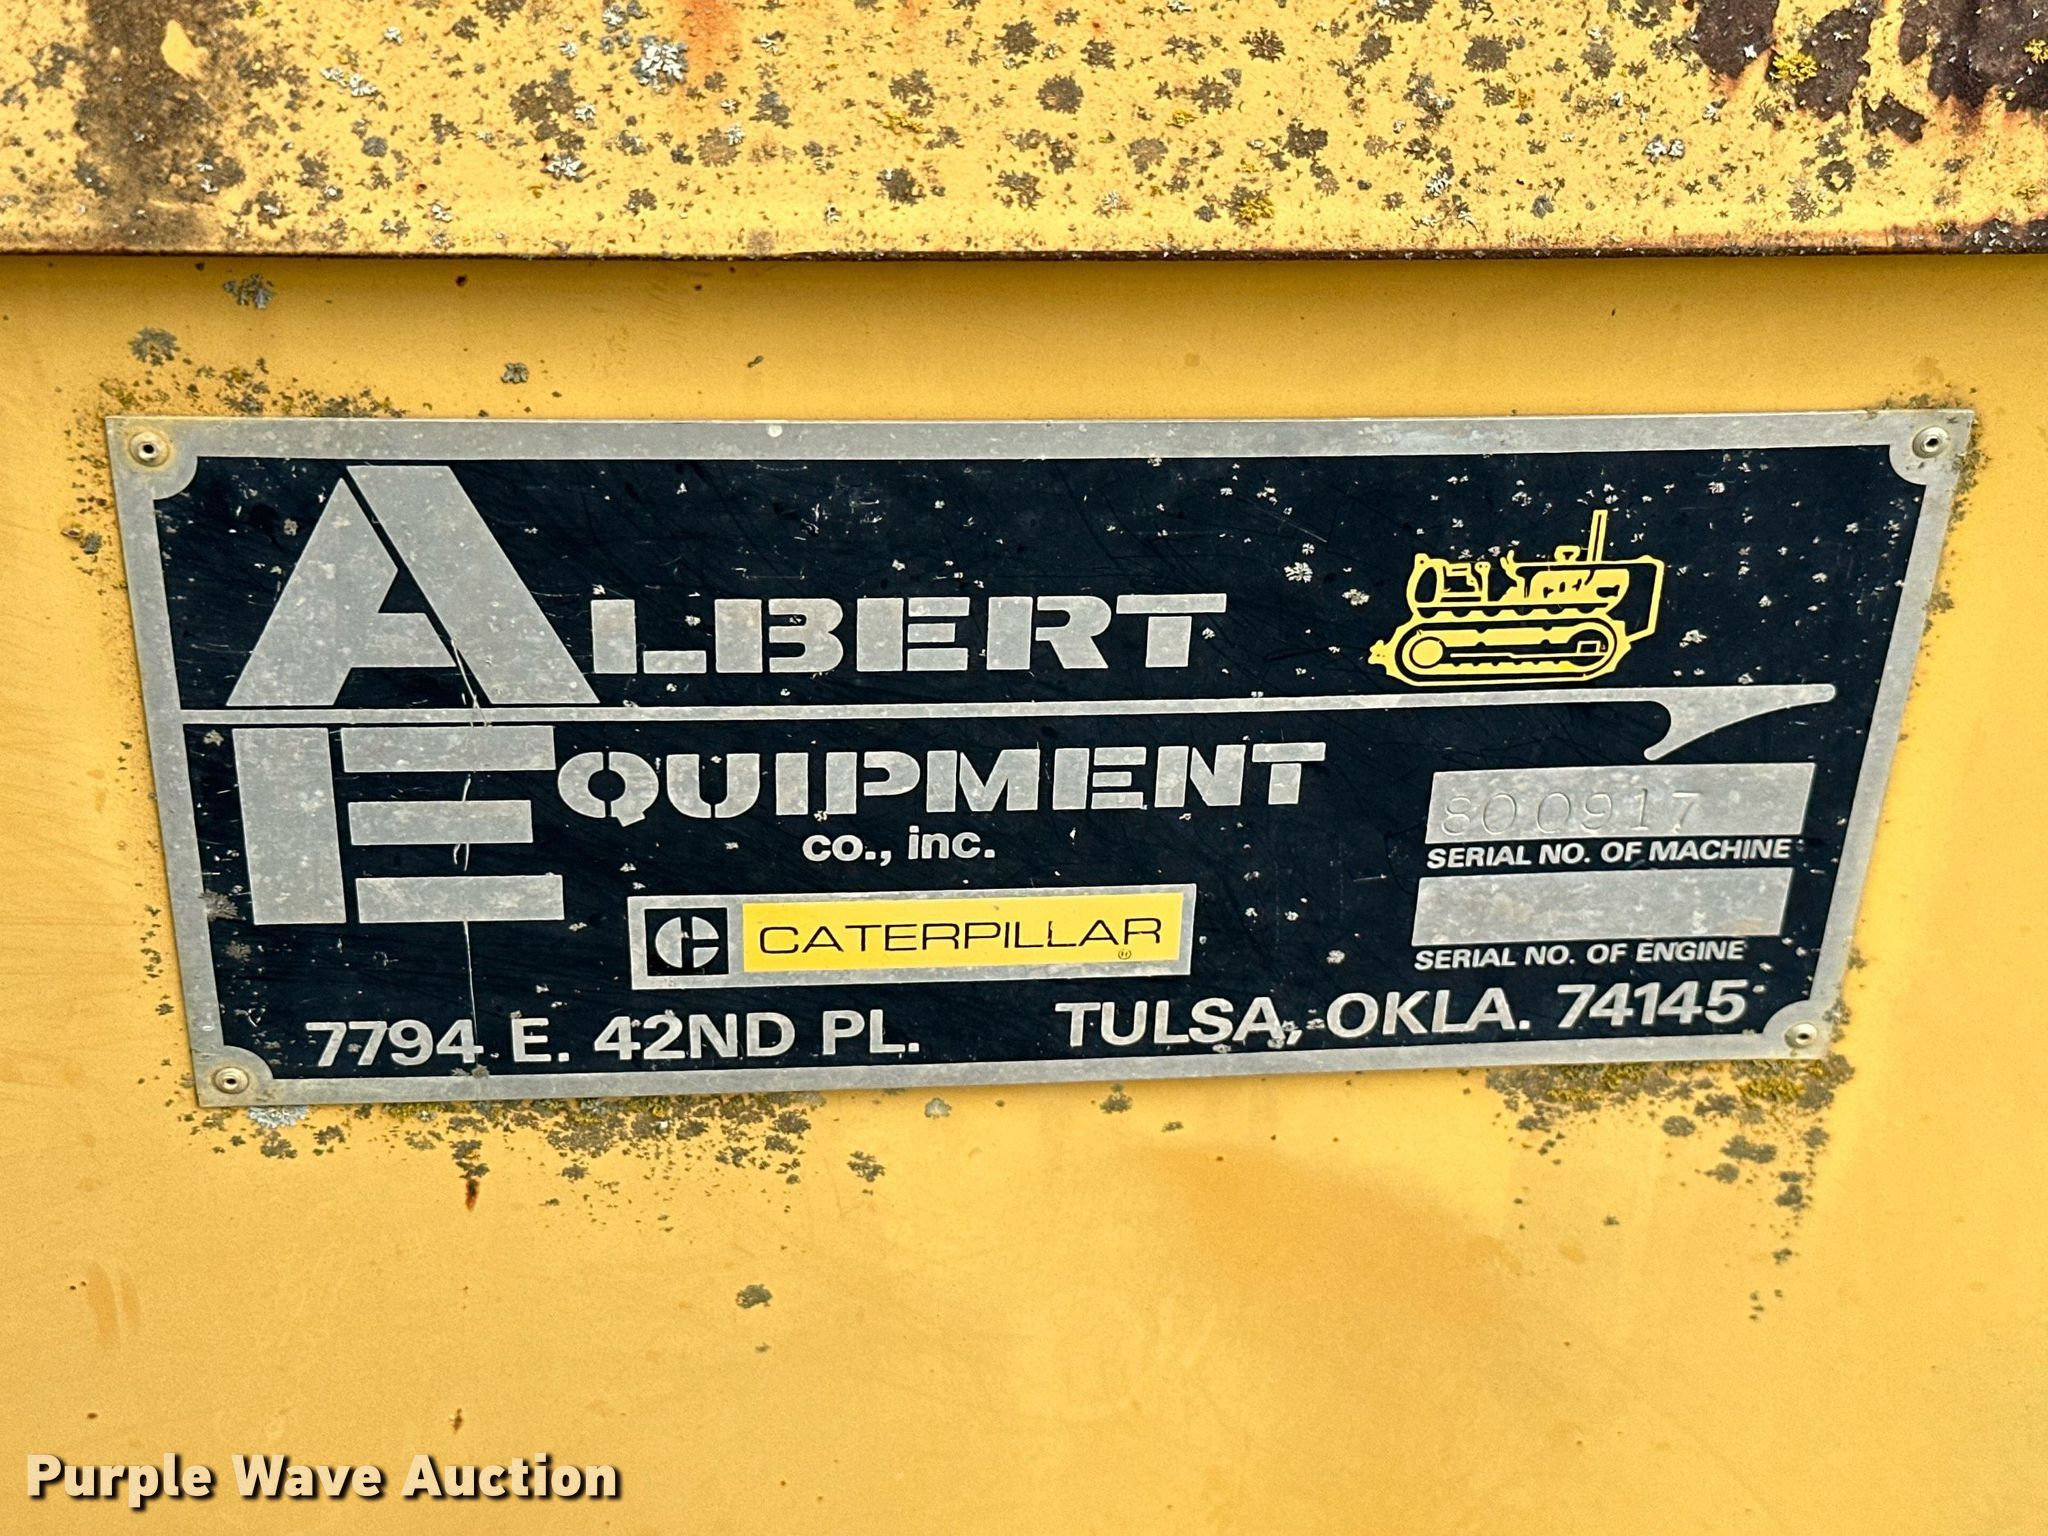 ALBERT
EQUIPMENT
co., inc.
CATERPILLAR
800917
SERIAL NO. OF MACHINE
SERIAL NO. OF ENGINE
7794 E. 42ND PL. TULSA, OKLA. 74145
Purple Wave Auction